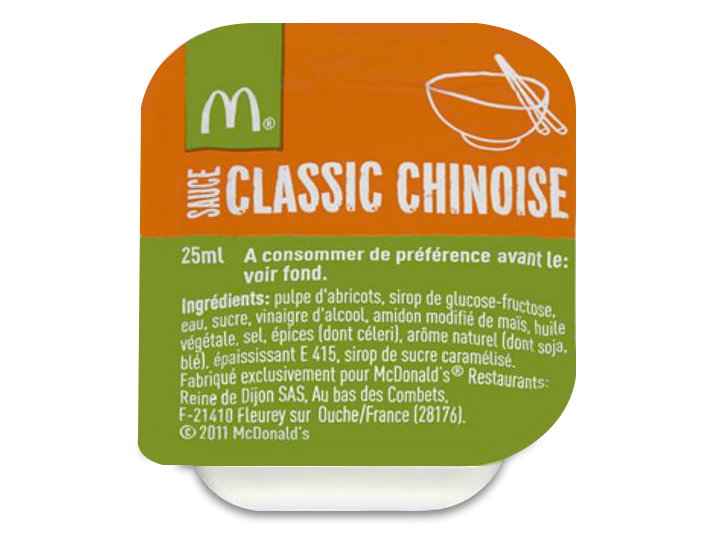 M®
SAUCE CLASSIC CHINOISE
25ml A consommer de préférence avant le:
voir fond.
Ingrédients: pulpe d'abricots, sirop de glucose-fructose,
eau, sucre, vinaigre d'alcool, amidon modifié de maïs, huile
végétale, sel, épices (dont céleri), arôme naturel (dont soja,
blé), épaississant E 415, sirop de sucre caramélisé.
Fabriqué exclusivement pour McDonald's® Restaurants:
Reine de Dijon SAS, Au bas des Combets,
F-21410 Fleurey sur Ouche/France (28176).
© 2011 McDonald's